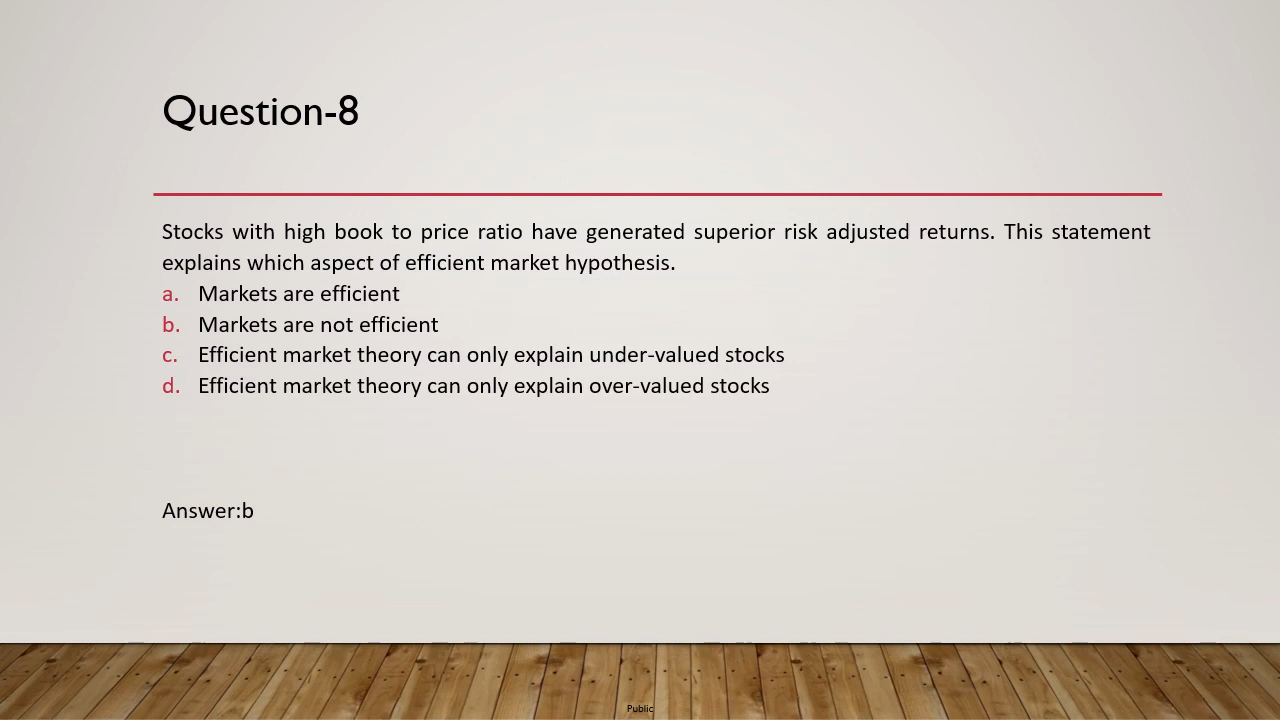 Question-8
Stocks with high book to price ratio have generated superior risk adjusted returns. This statement
explains which aspect of efficient market hypothesis.
a. Markets are efficient
b. Markets are not efficient
c. Efficient market theory can only explain under-valued stocks
d. Efficient market theory can only explain over-valued stocks
Answer:b
Public